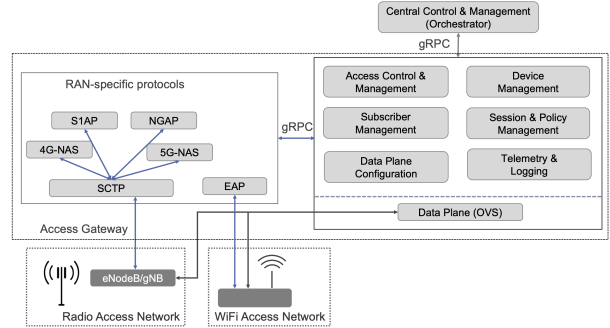 Central Control & Management
(Orchestrator)
gRPC
RAN-specific protocols
S1AP
NGAP
4G-NAS
5G-NAS
SCTP
EAP
gRPC
Access Control &
Management
Device
Management
Subscriber
Management
Session & Policy
Management
Data Plane
Configuration
Telemetry &
Logging
Data Plane (OVS)
Access Gateway
eNodeB/gNB
Radio Access Network
WiFi Access Network